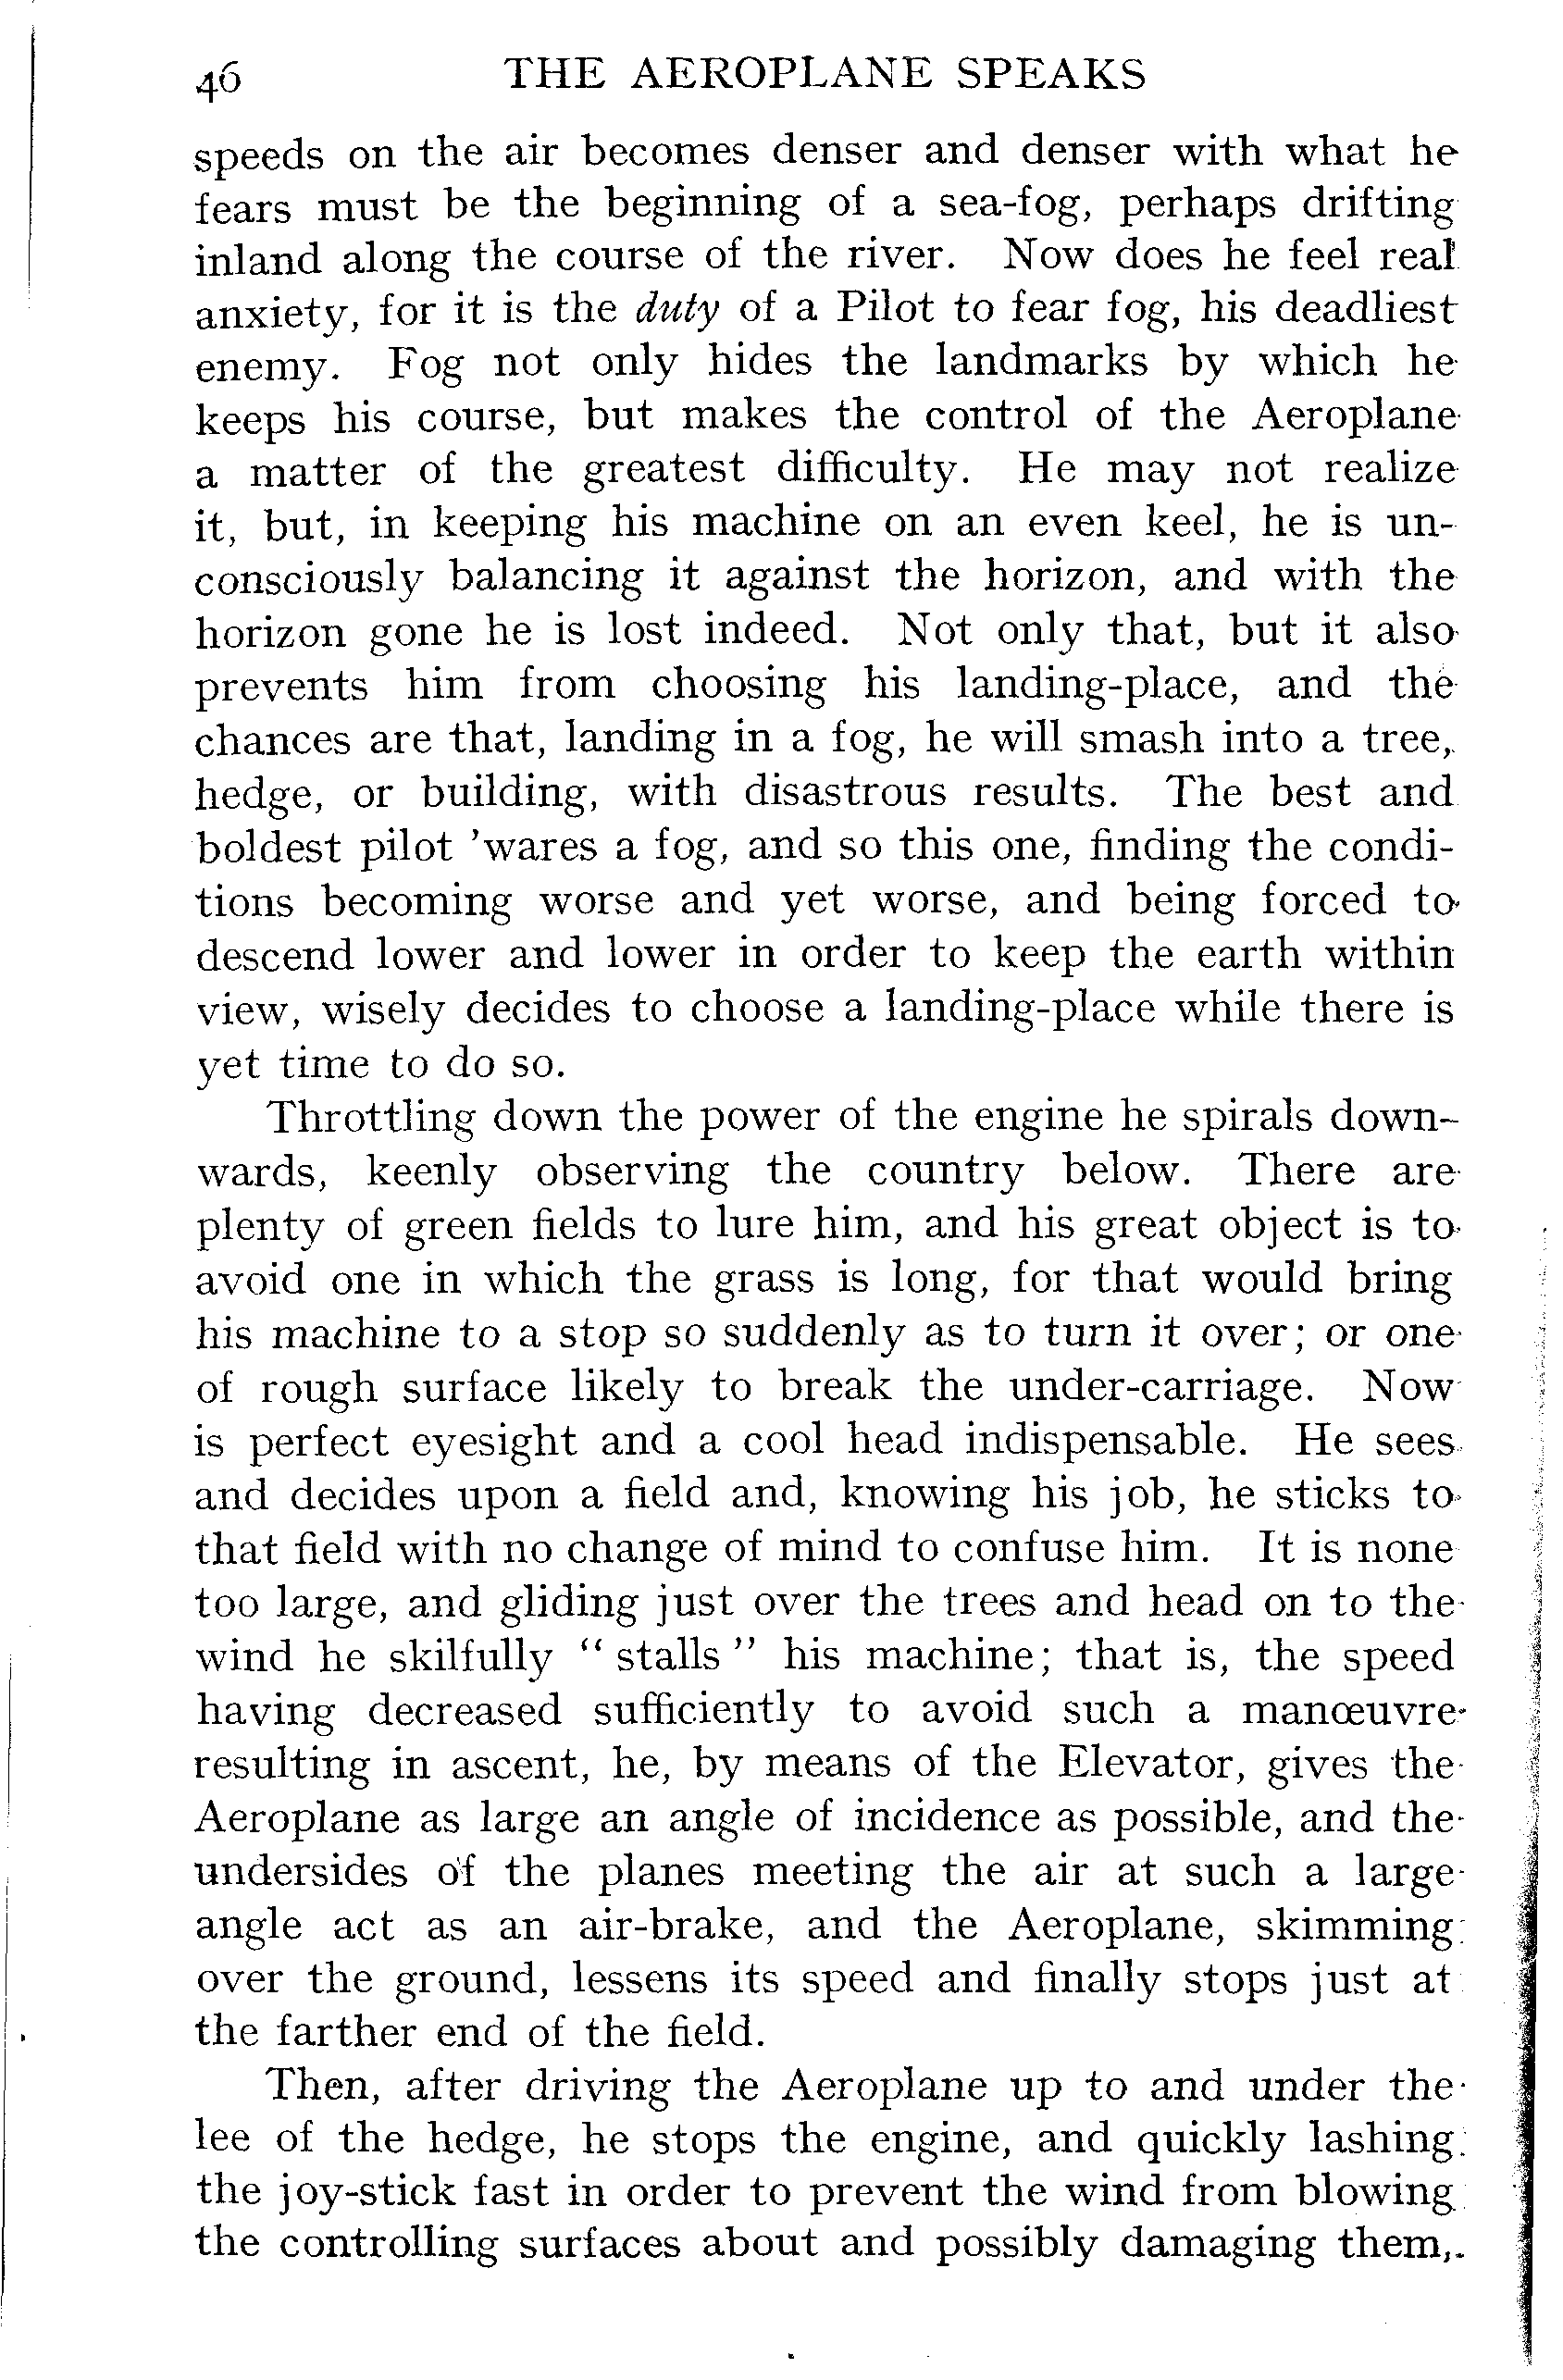 46 THE AEROPLANE SPEAKS
speeds on the air becomes denser and denser with what he
fears must be the beginning of a sea-fog, perhaps drifting
inland along the course of the river. Now does he feel real
anxiety, for it is the duty of a Pilot to fear fog, his deadliest
enemy. Fog not only hides the landmarks by which he
keeps his course, but makes the control of the Aeroplane
a matter of the greatest difficulty. He may not realize
it, but, in keeping his machine on an even keel, he is un-
consciously balancing it against the horizon, and with the
horizon gone he is lost indeed. Not only that, but it also
prevents him from choosing his landing-place, and the
chances are that, landing in a fog, he will smash into a tree,
hedge, or building, with disastrous results. The best and
boldest pilot 'wares a fog, and so this one, finding the condi-
tions becoming worse and yet worse, and being forced to
descend lower and lower in order to keep the earth within
view, wisely decides to choose a landing-place while there is
yet time to do so.
Throttling down the power of the engine he spirals down-
wards, keenly observing the country below. There are
plenty of green fields to lure him, and his great object is to
avoid one in which the grass is long, for that would bring
his machine to a stop so suddenly as to turn it over; or one
of rough surface likely to break the under-carriage. Now
is perfect eyesight and a cool head indispensable. He sees
and decides upon a field and, knowing his job, he sticks to
that field with no change of mind to confuse him. It is none
too large, and gliding just over the trees and head on to the
wind he skilfully "stalls" his machine; that is, the speed
having decreased sufficiently to avoid such a manœuvre
resulting in ascent, he, by means of the Elevator, gives the
Aeroplane as large an angle of incidence as possible, and the
undersides of the planes meeting the air at such a large
angle act as an air-brake, and the Aeroplane, skimming
over the ground, lessens its speed and finally stops just at
the farther end of the field.
Then, after driving the Aeroplane up to and under the
lee of the hedge, he stops the engine, and quickly lashing
the joy-stick fast in order to prevent the wind from blowing
the controlling surfaces about and possibly damaging them,